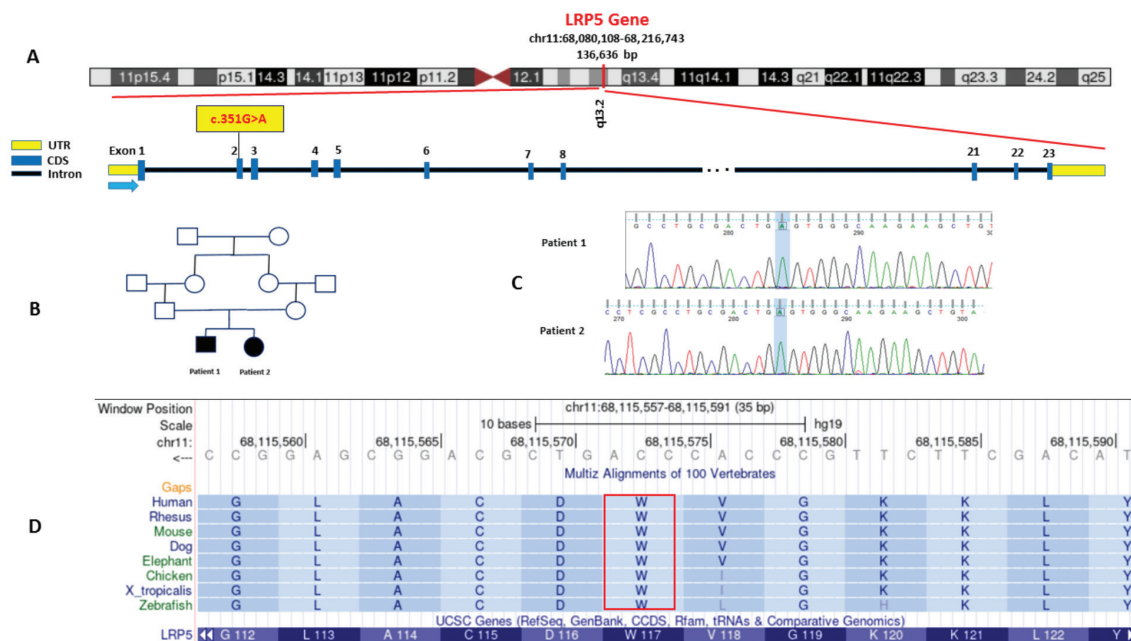 LRP5 Gene
chr11:68,080,108-68,216,743
136,636 bp
A
11p15.4 p15.1 14.3 14.1 11p13 11p12 p11.2 12.1 q13.4 11q14.1 14.3 q21 q22.1 11q22.3 q23.3 24.2 q25
q13.2
c.351G>A
UTR
CDS
Intron
Exon 1 2 3 4 5 6 7 8 ... 21 22 23
B
Patient 1 Patient 2
C
Patient 1
G C C T G C G A C T G A G T G G G C A A G A A G C T G T
280 290
Patient 2
C C T C G C C T G C G A C T G A G T G G G C A A G A A G C T G T A
270 280 290 300
D
Window Position chr11:68,115,557-68,115,591 (35 bp)
Scale 10 bases hg19
chr11: 68,115,560 68,115,565 68,115,570 68,115,575 68,115,580 68,115,585 68,115,590
<--- C C G G A G C G G A C G C T G A C C C A C C C G T T C T T C G A C A T
Multiz Alignments of 100 Vertebrates
Gaps
Human G L A C D W V G K K L Y
Rhesus G L A C D W V G K K L Y
Mouse G L A C D W V G K K L Y
Dog G L A C D W V G K K L Y
Elephant G L A C D W V G K K L Y
Chicken G L A C D W I G K K L Y
X_tropicalis G L A C D W I G K K L Y
Zebrafish G L A C D W L G H K L Y
UCSC Genes (RefSeq, GenBank, CCDS, Rfam, tRNAs & Comparative Genomics)
LRP5 G 112 L 113 A 114 C 115 D 116 W 117 V 118 G 119 K 120 K 121 L 122 Y